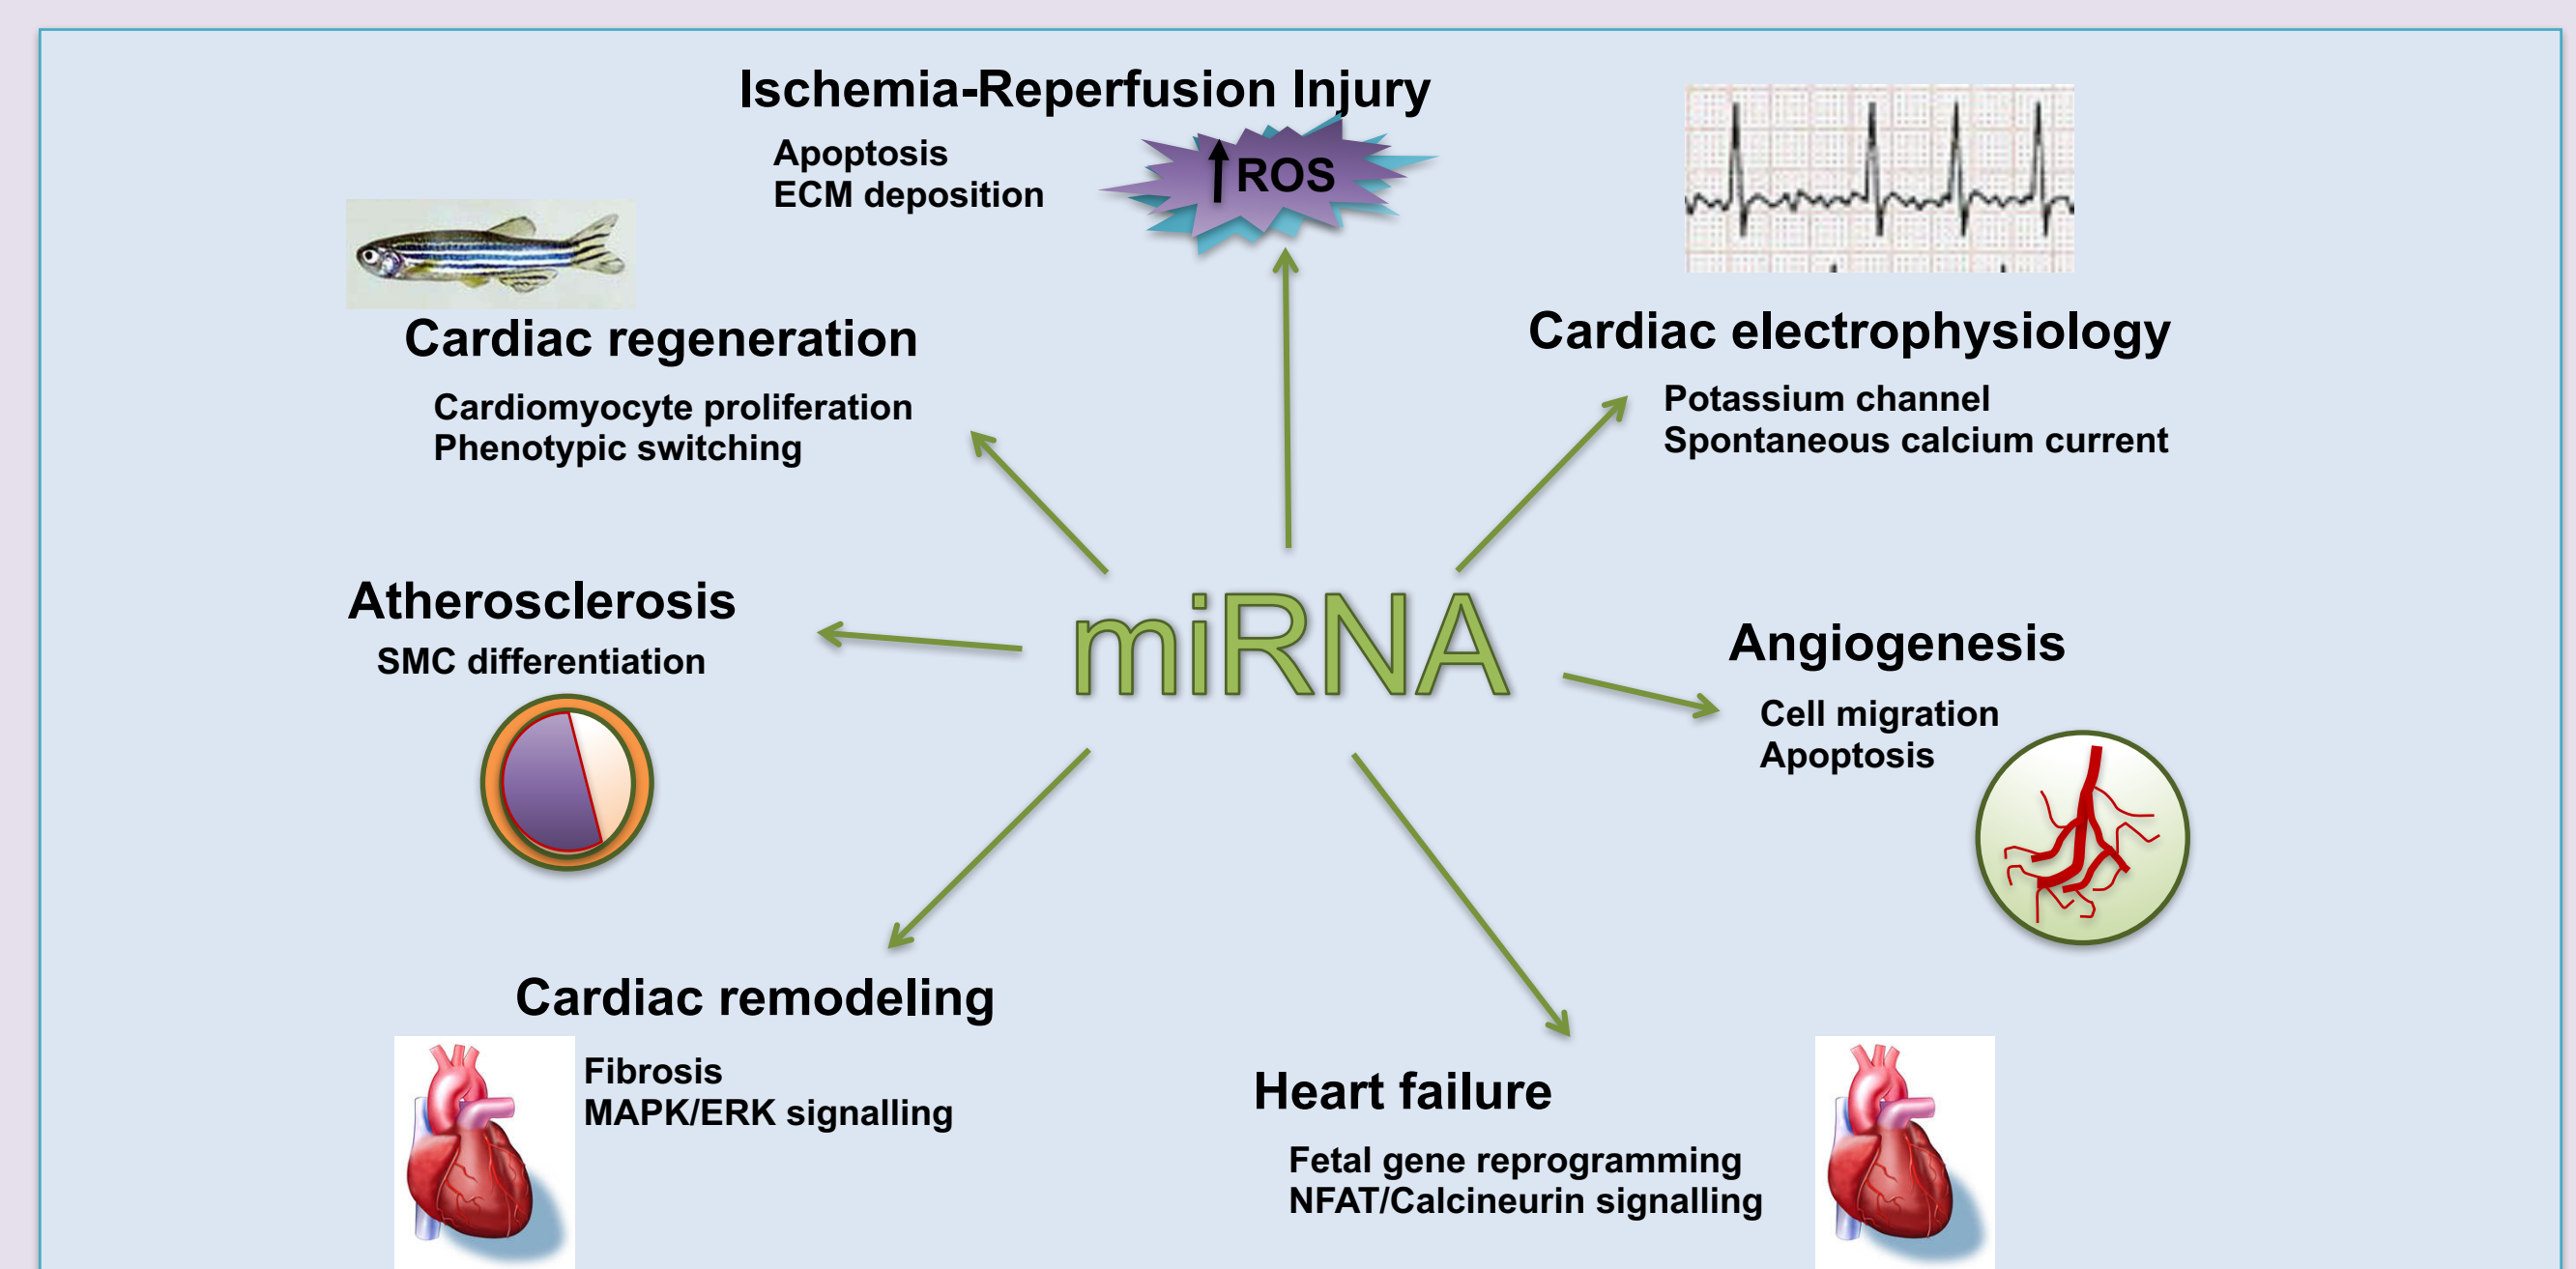 Ischemia-Reperfusion Injury
Apoptosis
ECM deposition
ROS
Cardiac regeneration
Cardiomyocyte proliferation
Phenotypic switching
Cardiac electrophysiology
Potassium channel
Spontaneous calcium current
Atherosclerosis
SMC differentiation
miRNA
Angiogenesis
Cell migration
Apoptosis
Cardiac remodeling
Fibrosis
MAPK/ERK signalling
Heart failure
Fetal gene reprogramming
NFAT/Calcineurin signalling